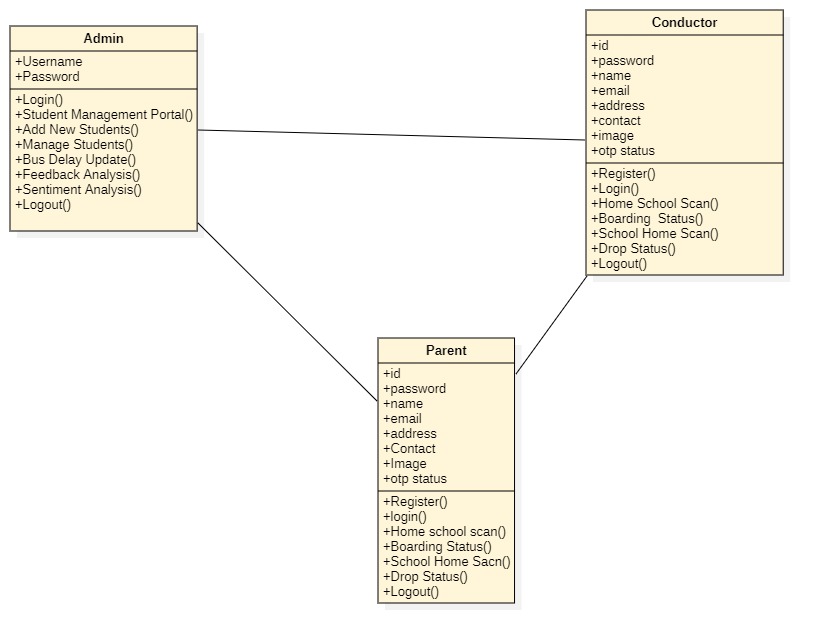 Admin
+Username
+Password
+Login()
+Student Management Portal()
+Add New Students()
+Manage Students()
+Bus Delay Update()
+Feedback Analysis()
+Sentiment Analysis()
+Logout()
Conductor
+id
+password
+name
+email
+address
+contact
+image
+otp status
+Register()
+Login()
+Home School Scan()
+Boarding  Status()
+School Home Scan()
+Drop Status()
+Logout()
Parent
+id
+password
+name
+email
+address
+Contact
+Image
+otp status
+Register()
+login()
+Home school scan()
+Boarding Status()
+School Home Sacn()
+Drop Status()
+Logout()